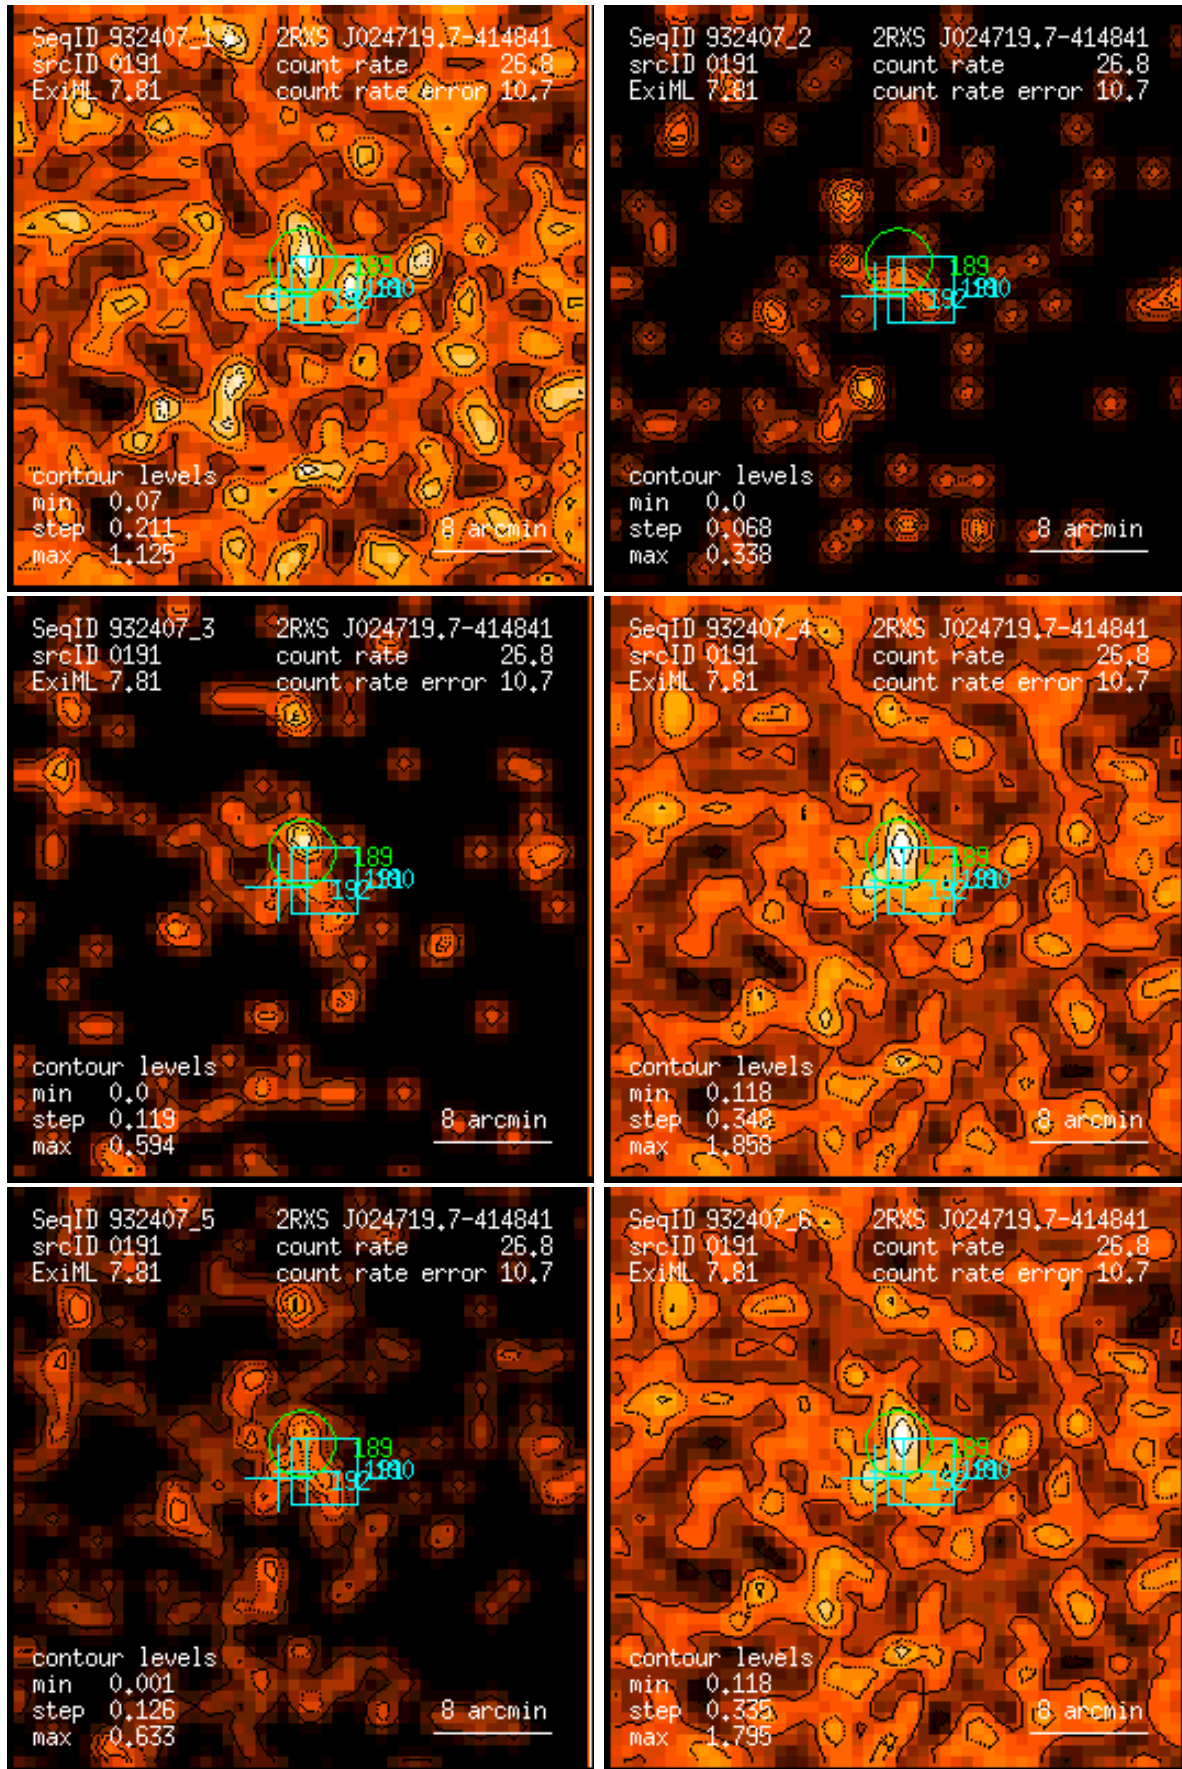 SeqID 932407_1 2RXS J024719.7-414841
srcID 0191 count rate 26.8
ExiML 7.81 count rate error 10.7
189
192
contour levels
min 0.07
step 0.211 8 arcmin
max 1.125
SeqID 932407_2 2RXS J024719.7-414841
srcID 0191 count rate 26.8
ExiML 7.81 count rate error 10.7
189
192
contour levels
min 0.0
step 0.068 8 arcmin
max 0.338
SeqID 932407_3 2RXS J024719.7-414841
srcID 0191 count rate 26.8
ExiML 7.81 count rate error 10.7
189
192
contour levels
min 0.0
step 0.119 8 arcmin
max 0.594
SeqID 932407_4 2RXS J024719.7-414841
srcID 0191 count rate 26.8
ExiML 7.81 count rate error 10.7
189
192
contour levels
min 0.118
step 0.348 8 arcmin
max 1.858
SeqID 932407_5 2RXS J024719.7-414841
srcID 0191 count rate 26.8
ExiML 7.81 count rate error 10.7
189
192
contour levels
min 0.001
step 0.126 8 arcmin
max 0.633
SeqID 932407_6 2RXS J024719.7-414841
srcID 0191 count rate 26.8
ExiML 7.81 count rate error 10.7
189
192
contour levels
min 0.118
step 0.335 8 arcmin
max 1.795